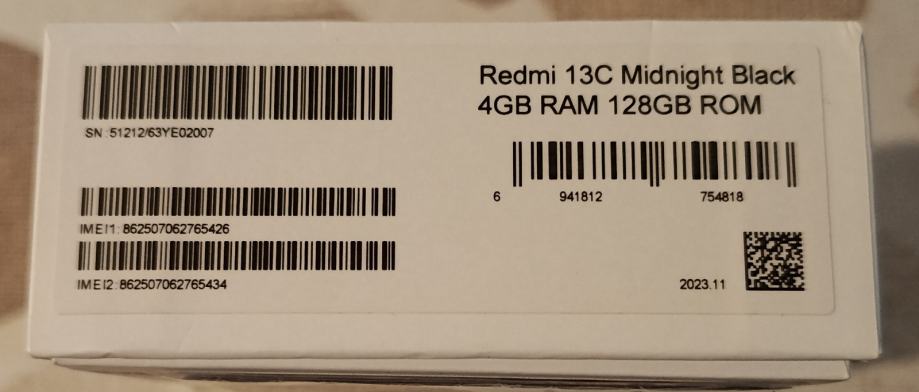 Redmi 13C Midnight Black
4GB RAM 128GB ROM
SN:51212/63YE02007
6 941812 754818
IMEI1: 862507062765426
IMEI2: 862507062765434
2023.11